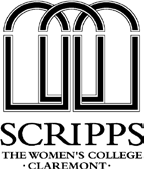 SCRIPPS
THE WOMEN'S COLLEGE
· CLAREMONT ·